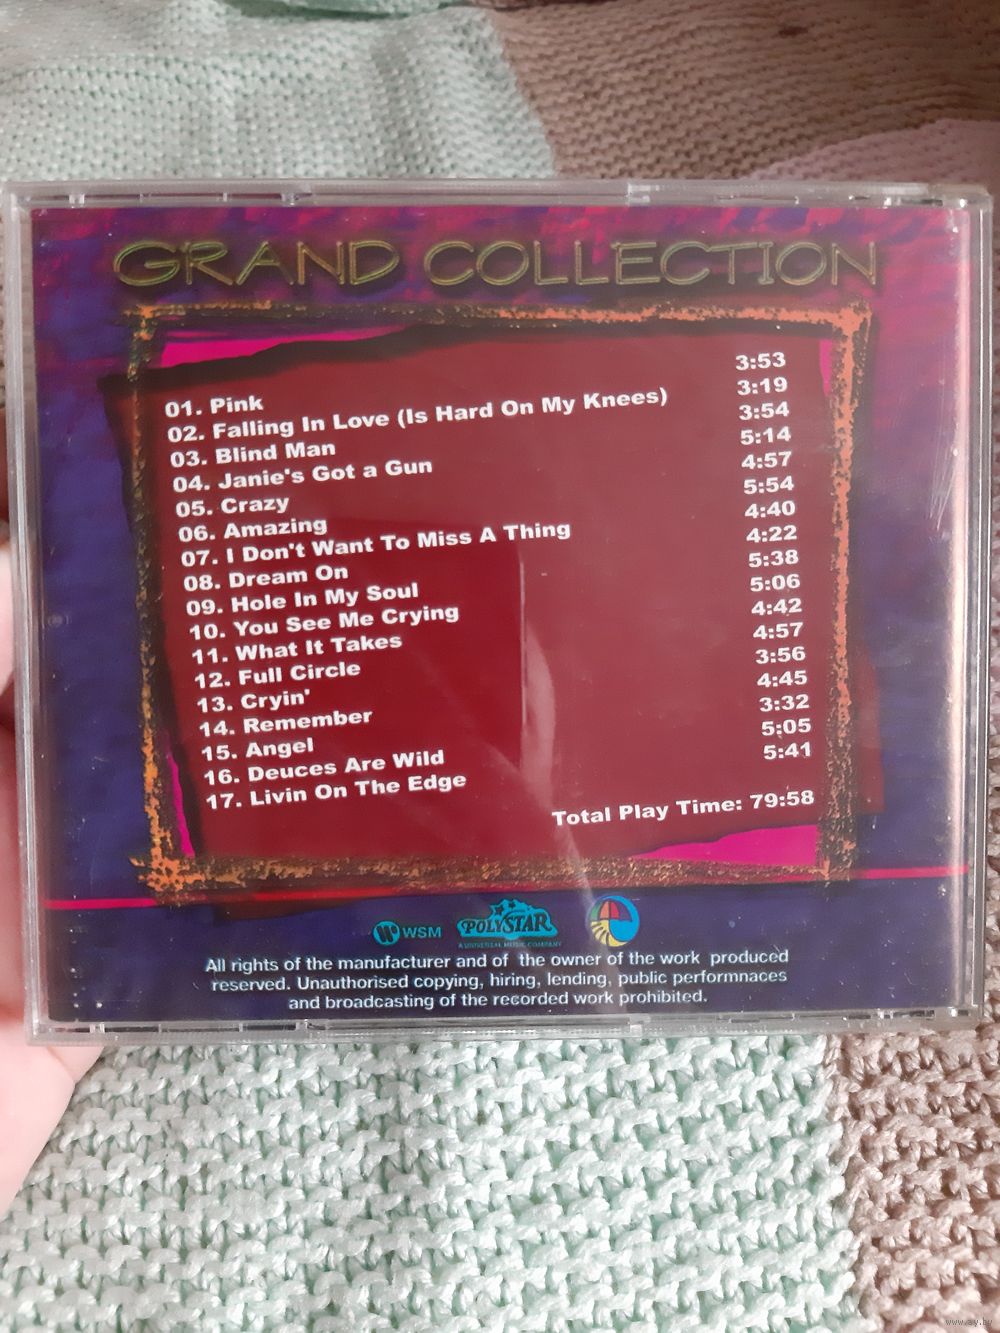 GRAND COLLECTION
01. Pink 3:53
02. Falling In Love (Is Hard On My Knees) 3:19
03. Blind Man 3:54
04. Janie's Got a Gun 5:14
05. Crazy 4:57
06. Amazing 5:54
07. I Don't Want To Miss A Thing 4:40
08. Dream On 4:22
09. Hole In My Soul 5:38
10. You See Me Crying 5:06
11. What It Takes 4:42
12. Full Circle 4:57
13. Cryin' 3:56
14. Remember 4:45
15. Angel 3:32
16. Deuces Are Wild 5:05
17. Livin On The Edge 5:41
Total Play Time: 79:58
WSM POLYSTAR
A UNIVERSAL MUSIC COMPANY
All rights of the manufacturer and of the owner of the work produced
reserved. Unauthorised copying, hiring, lending, public performnaces
and broadcasting of the recorded work prohibited.
www.ay.by